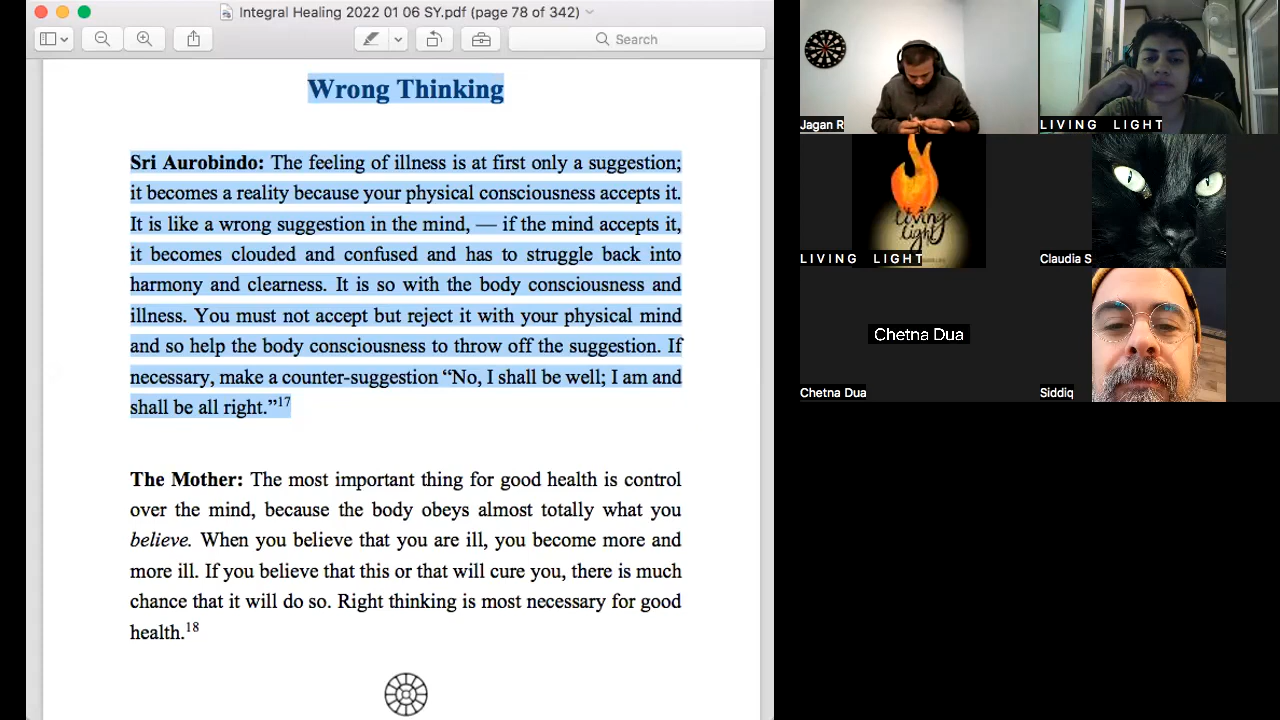 Integral Healing 2022 01 06 SY.pdf (page 78 of 342)
Search
Wrong Thinking
Sri Aurobindo: The feeling of illness is at first only a suggestion;
it becomes a reality because your physical consciousness accepts it.
It is like a wrong suggestion in the mind, — if the mind accepts it,
it becomes clouded and confused and has to struggle back into
harmony and clearness. It is so with the body consciousness and
illness. You must not accept but reject it with your physical mind
and so help the body consciousness to throw off the suggestion. If
necessary, make a counter-suggestion “No, I shall be well; I am and
shall be all right.”17
The Mother: The most important thing for good health is control
over the mind, because the body obeys almost totally what you
believe. When you believe that you are ill, you become more and
more ill. If you believe that this or that will cure you, there is much
chance that it will do so. Right thinking is most necessary for good
health.18
Jagan R
LIVING LIGHT
living
light
LIVING LIGHT
Claudia S
Chetna Dua
Chetna Dua
Siddiq